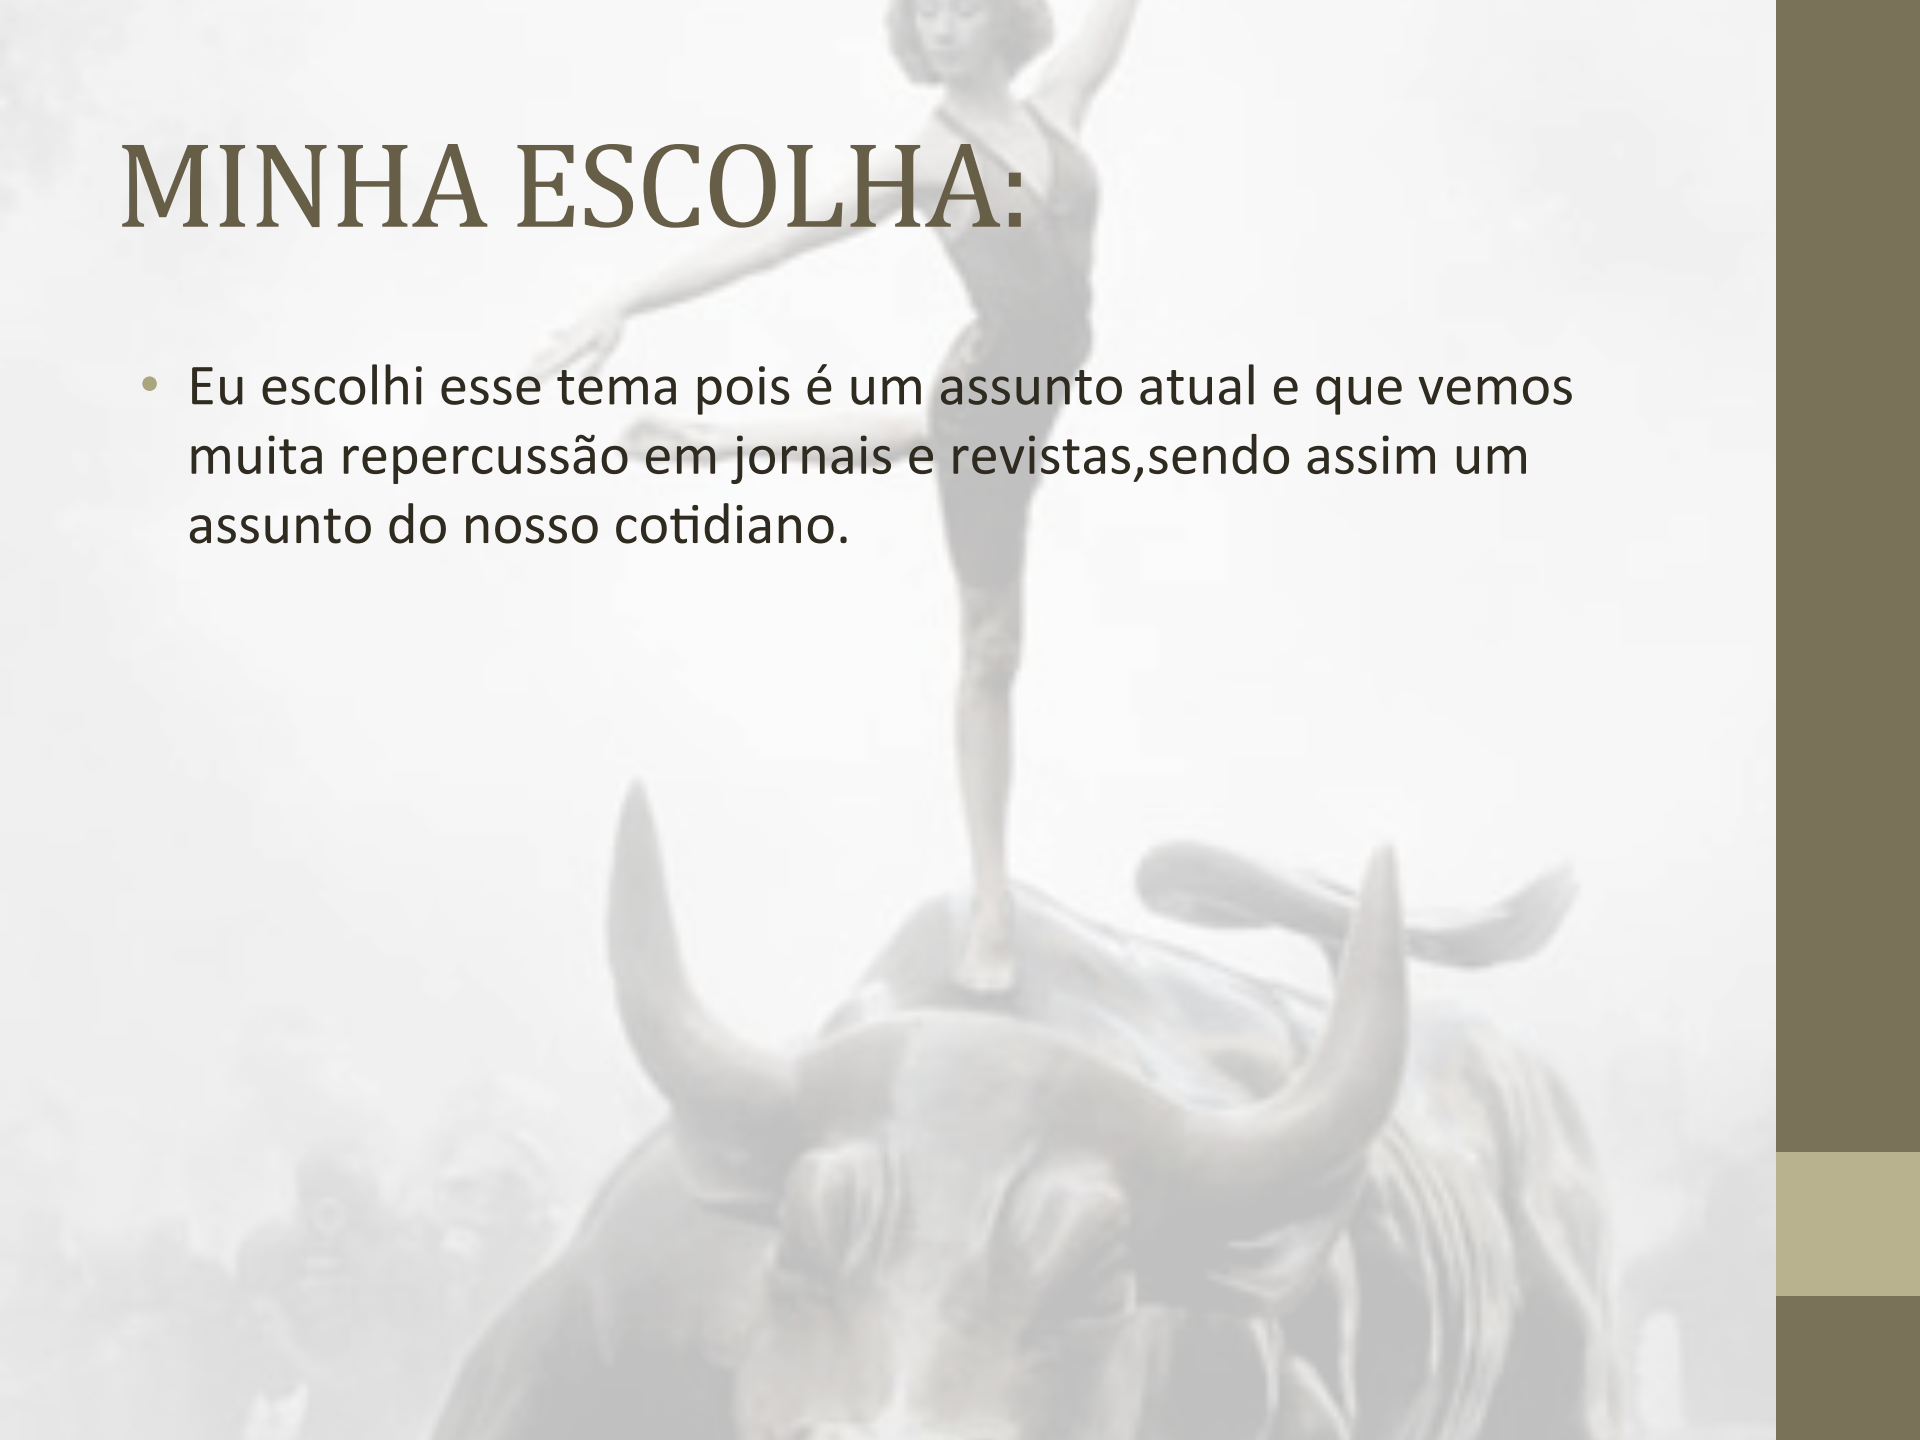 MINHA ESCOLHA:
• Eu escolhi esse tema pois é um assunto atual e que vemos
muita repercussão em jornais e revistas,sendo assim um
assunto do nosso cotidiano.